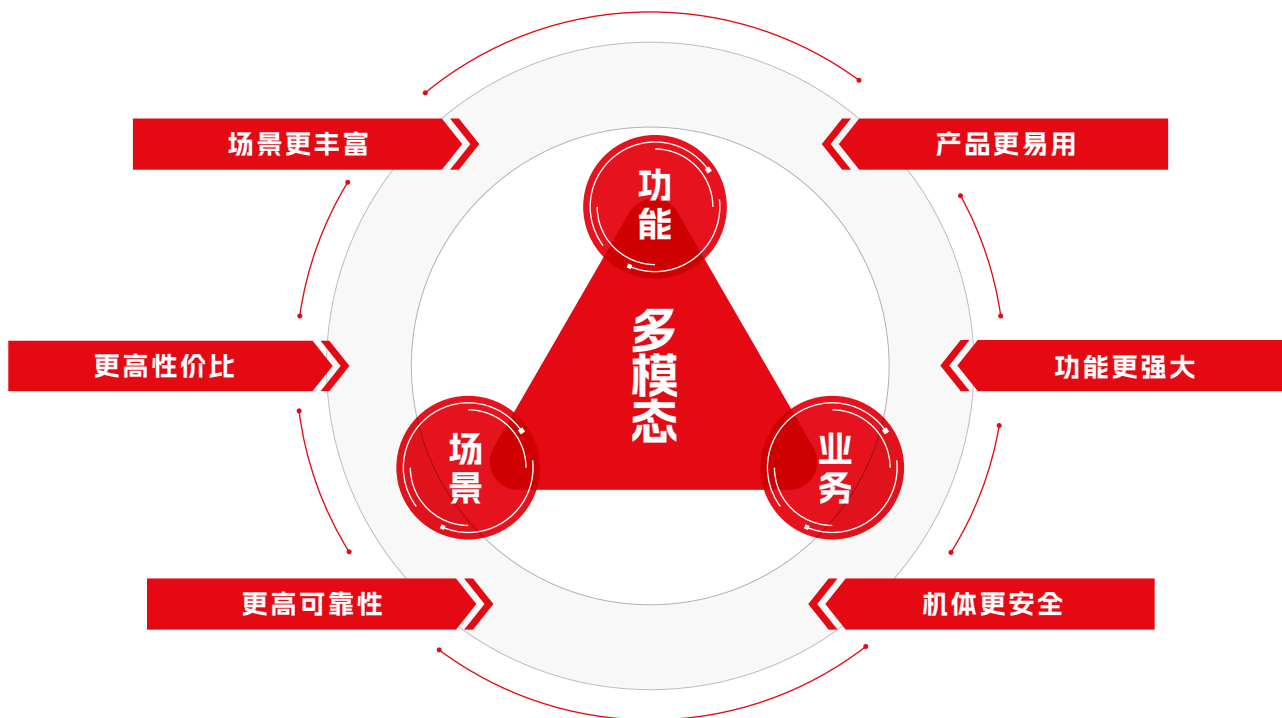 场景更丰富
产品更易用
功能
多模态
更高性价比
功能更强大
场景
业务
更高可靠性
机体更安全